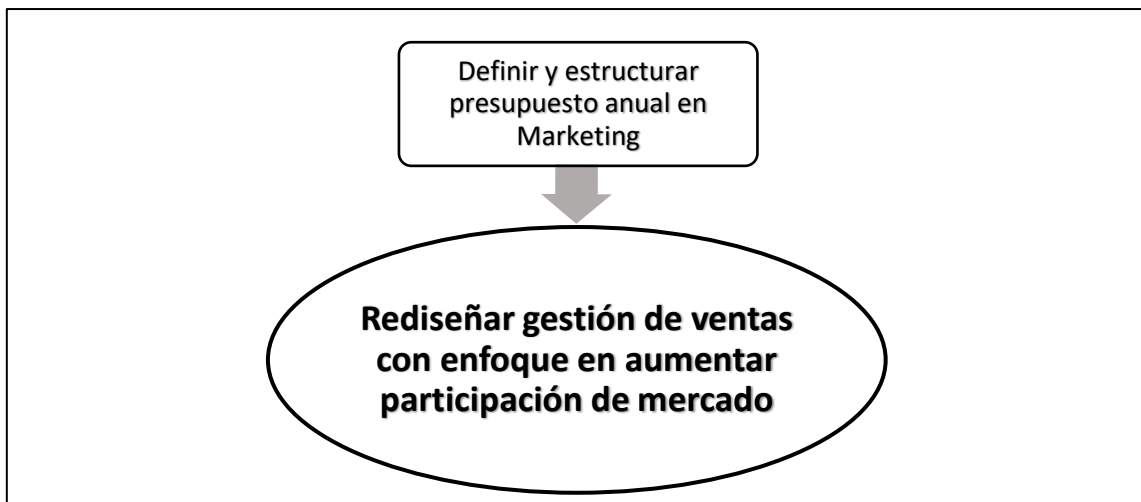 Definir y estructurar
presupuesto anual en
Marketing
Rediseñar gestión de ventas
con enfoque en aumentar
participación de mercado